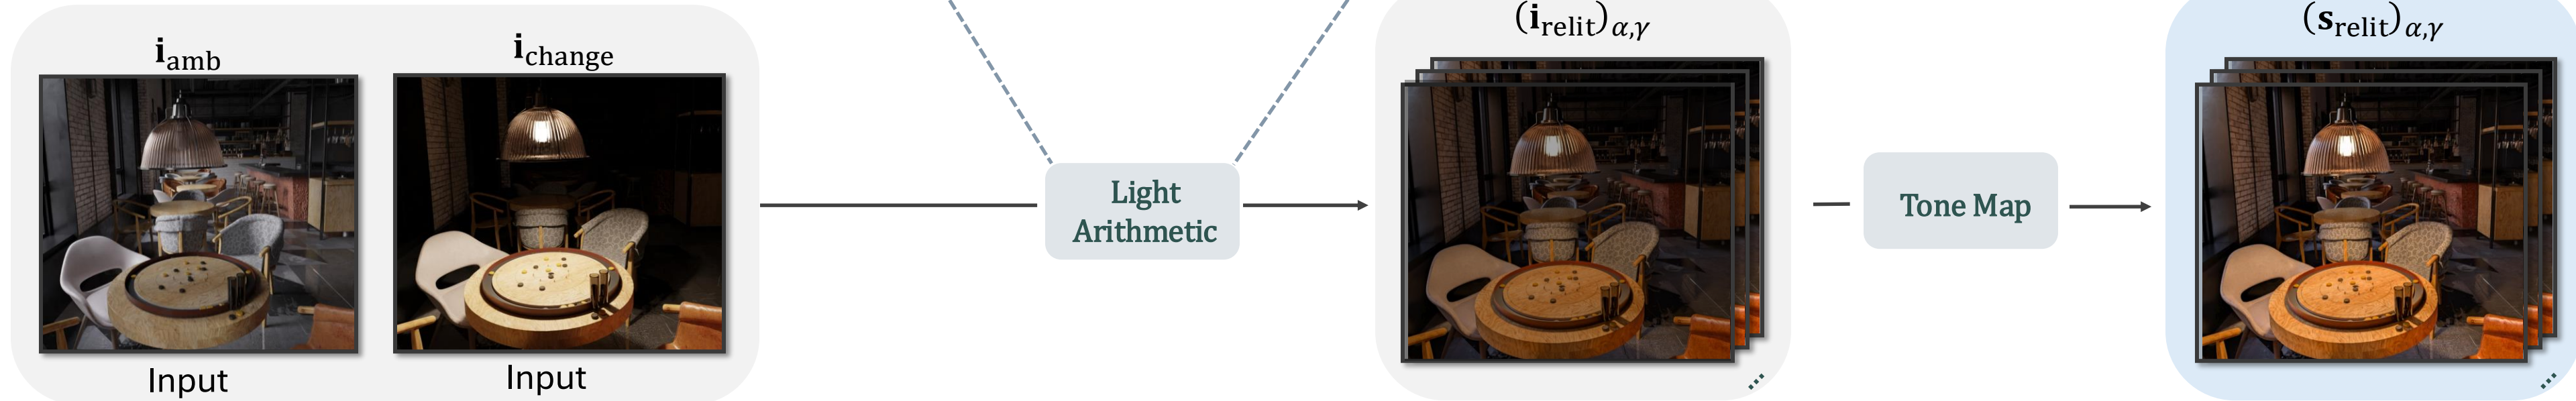 i_amb
i_change
Input
Input
Light
Arithmetic
(i_relit)_α,γ
Tone Map
(s_relit)_α,γ